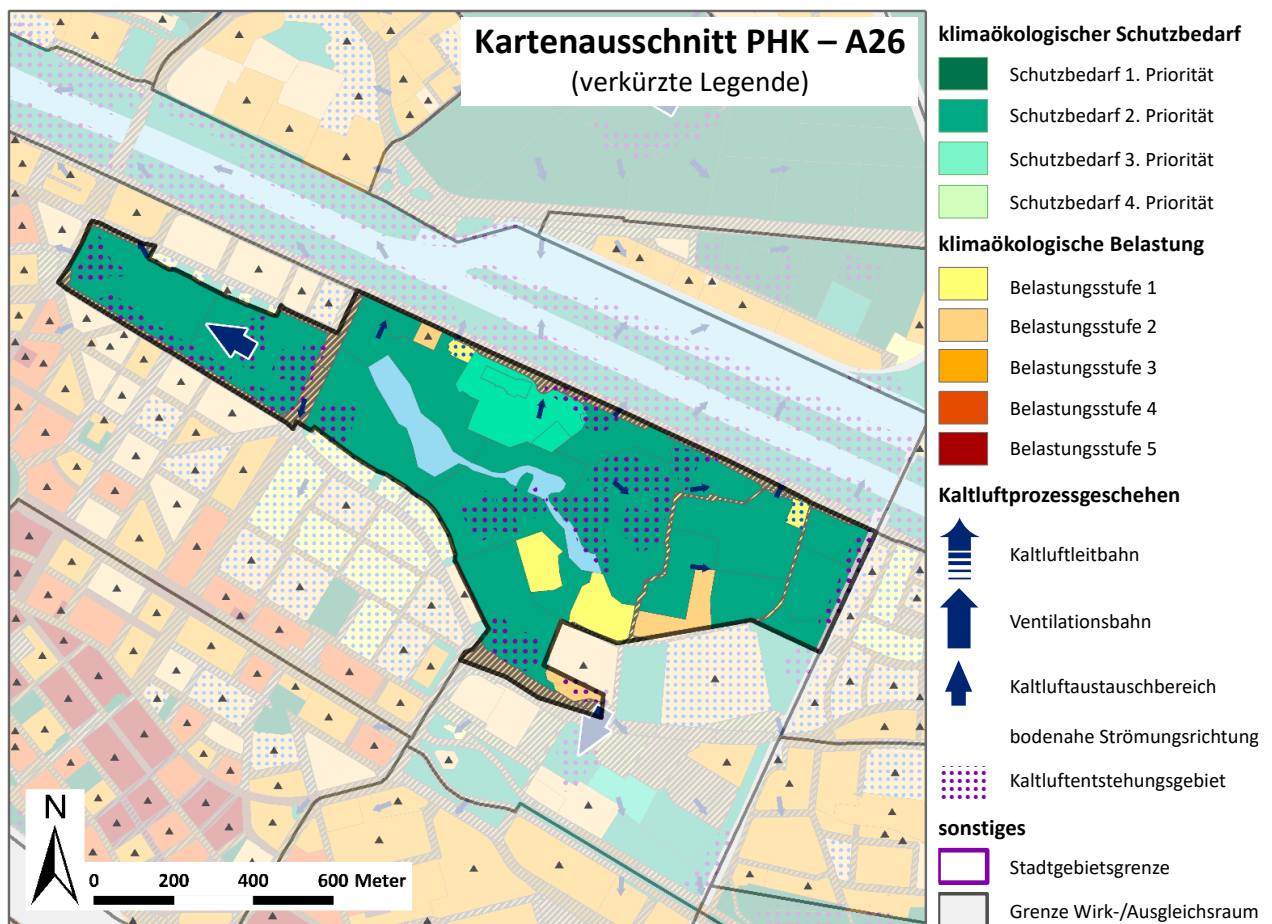 Kartenausschnitt PHK – A26
(verkürzte Legende)
N
0 200 400 600 Meter
klimaökologischer Schutzbedarf
Schutzbedarf 1. Priorität
Schutzbedarf 2. Priorität
Schutzbedarf 3. Priorität
Schutzbedarf 4. Priorität
klimaökologische Belastung
Belastungsstufe 1
Belastungsstufe 2
Belastungsstufe 3
Belastungsstufe 4
Belastungsstufe 5
Kaltluftprozessgeschehen
Kaltluftleitbahn
Ventilationsbahn
Kaltluftaustauschbereich
bodenahe Strömungsrichtung
Kaltluftentstehungsgebiet
sonstiges
Stadtgebietsgrenze
Grenze Wirk-/Ausgleichsraum